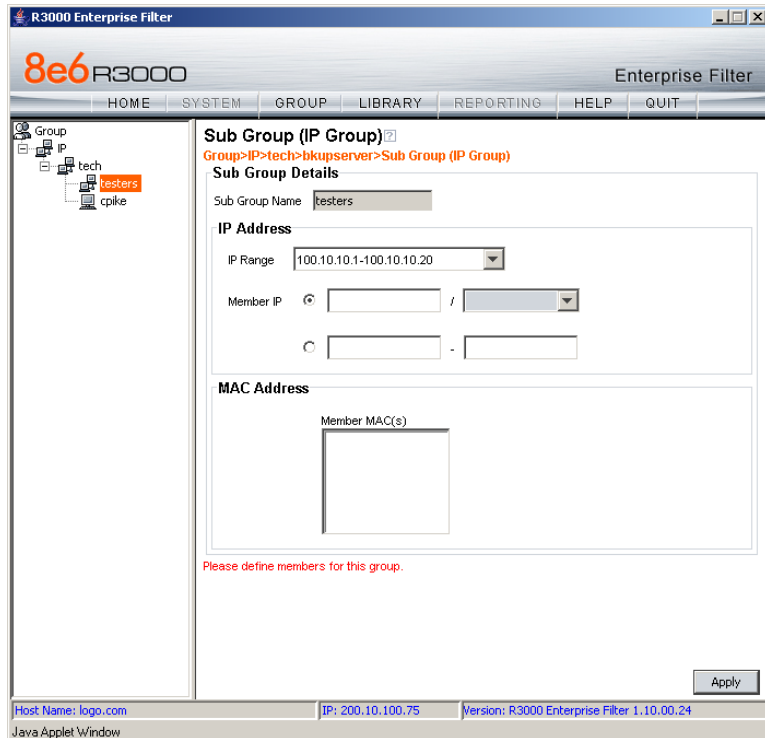 R3000 Enterprise Filter
8e6 R3000
Enterprise Filter
HOME SYSTEM GROUP LIBRARY REPORTING HELP QUIT
Group
IP
tech
testers
cpike
Sub Group (IP Group)?
Group>IP>tech>bkupserver>Sub Group (IP Group)
Sub Group Details
Sub Group Name testers
IP Address
IP Range 100.10.10.1-100.10.10.20
Member IP /
-
MAC Address
Member MAC(s)
Please define members for this group.
Apply
Host Name: logo.com IP: 200.10.100.75 Version: R3000 Enterprise Filter 1.10.00.24
Java Applet Window